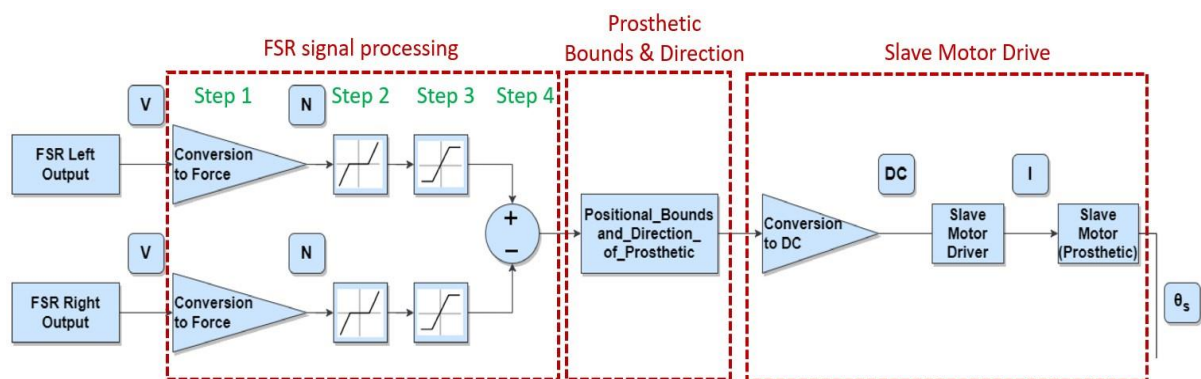 FSR signal processing
Prosthetic
Bounds & Direction
Slave Motor Drive
V
Step 1
N
Step 2
Step 3
Step 4
FSR Left
Output
Conversion
to Force
+
−
DC
I
Positional_Bounds
and_Direction_
of_Prosthetic
Conversion
to DC
Slave
Motor
Driver
Slave
Motor
(Prosthetic)
V
N
FSR Right
Output
Conversion
to Force
θs